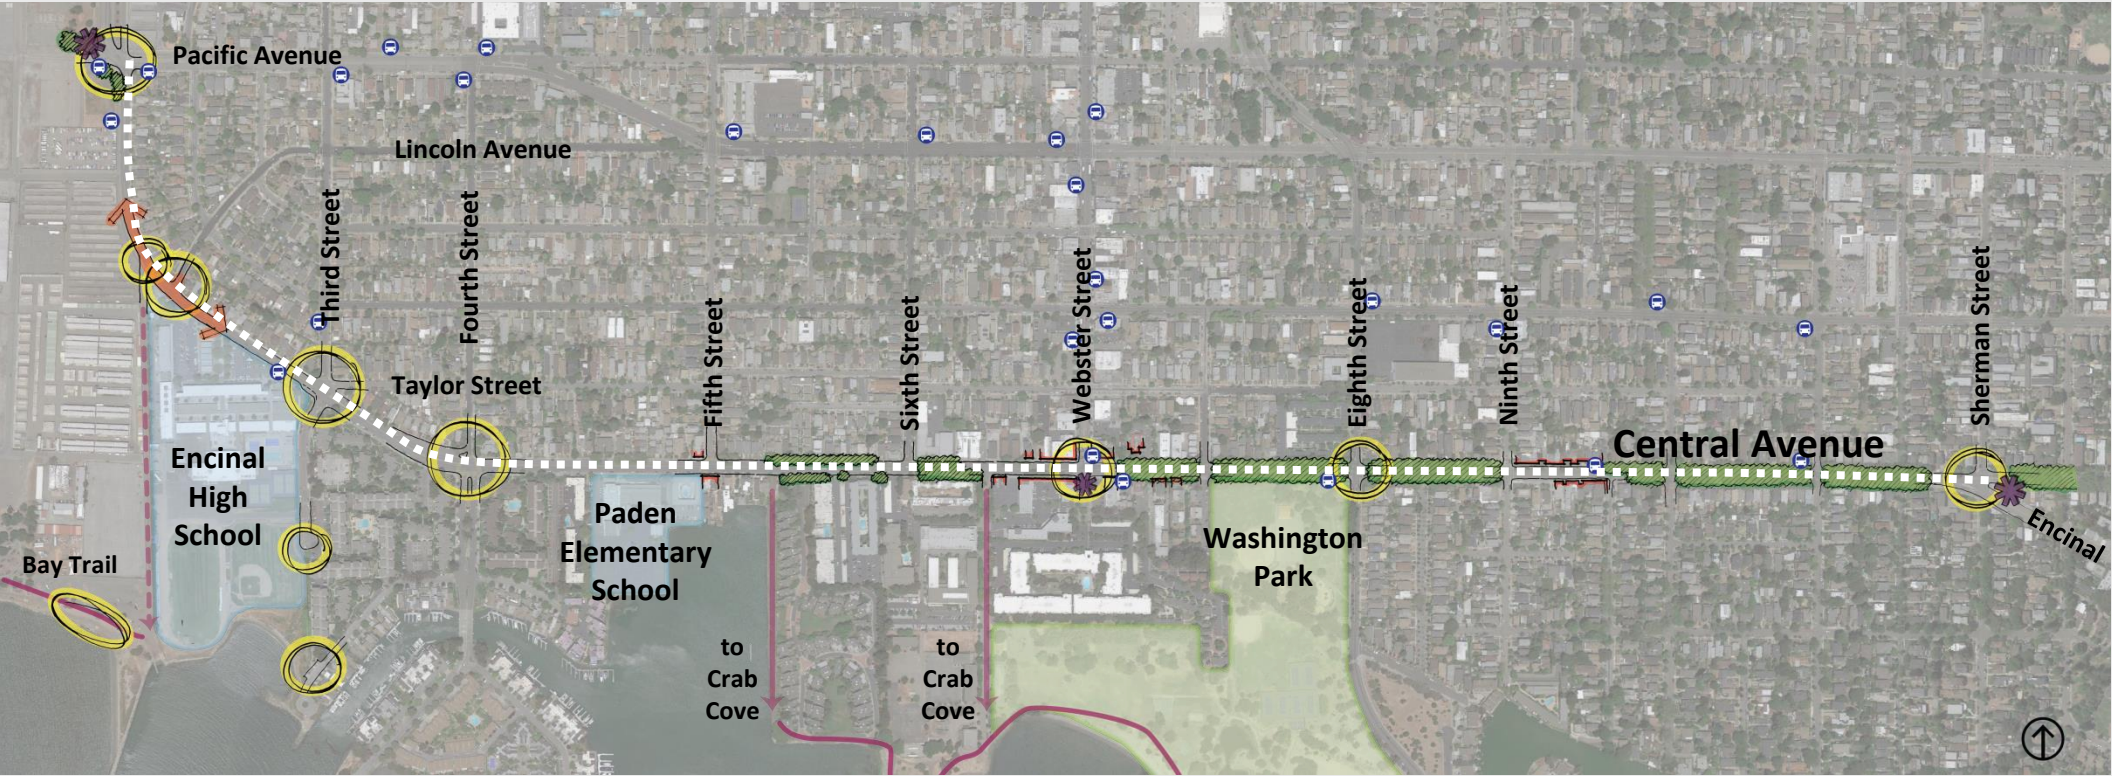 Pacific Avenue
Lincoln Avenue
Third Street
Fourth Street
Taylor Street
Fifth Street
Sixth Street
Webster Street
Eighth Street
Ninth Street
Sherman Street
Central Avenue
Encinal
Encinal
High
School
Paden
Elementary
School
Washington
Park
Bay Trail
to
Crab
Cove
to
Crab
Cove